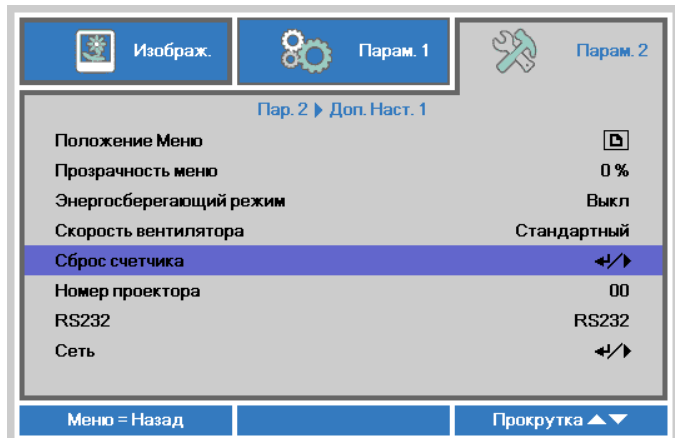 Изображ. Парам. 1 Парам. 2
Пар. 2 Доп. Наст. 1
Положение Меню
Прозрачность меню 0 %
Энергосберегающий режим Выкл
Скорость вентилятора Стандартный
Сброс счетчика
Номер проектора 00
RS232 RS232
Сеть
Меню = Назад Прокрутка